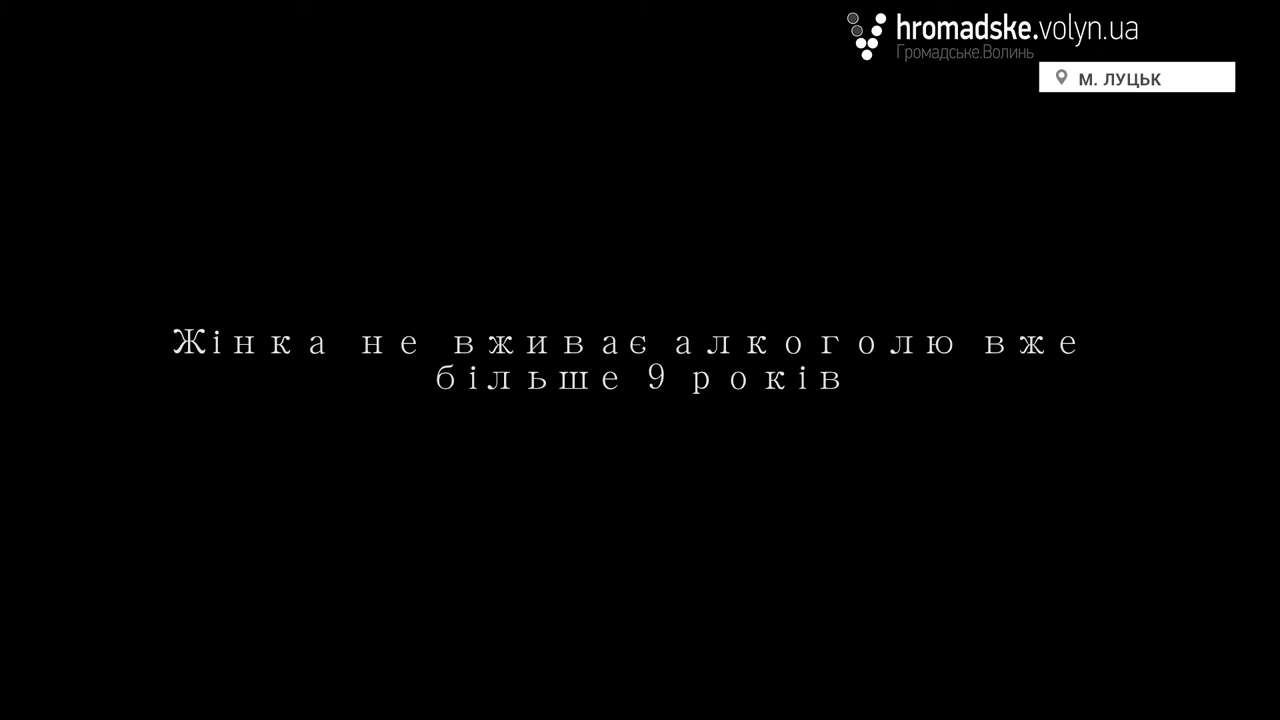 hromadske.volyn.ua
Громадське.Волинь
М. ЛУЦЬК
Жінка не вживає алкоголю вже
більше 9 років